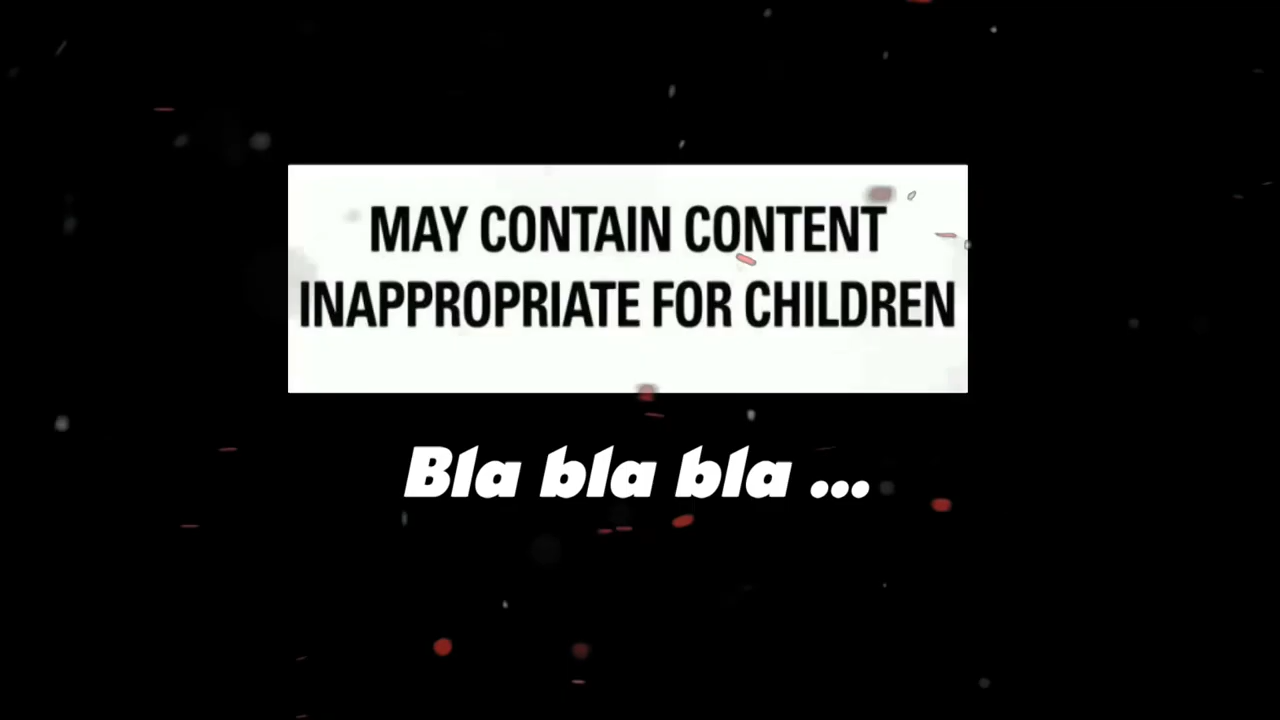 MAY CONTAIN CONTENT
INAPPROPRIATE FOR CHILDREN
Bla bla bla ...